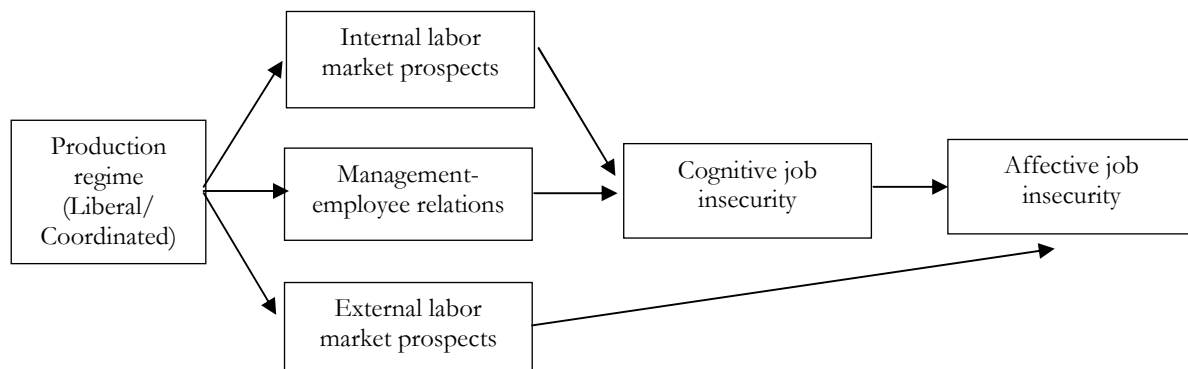 Internal labor
market prospects
Production
regime
(Liberal/
Coordinated)
Management-
employee relations
Cognitive job
insecurity
Affective job
insecurity
External labor
market prospects